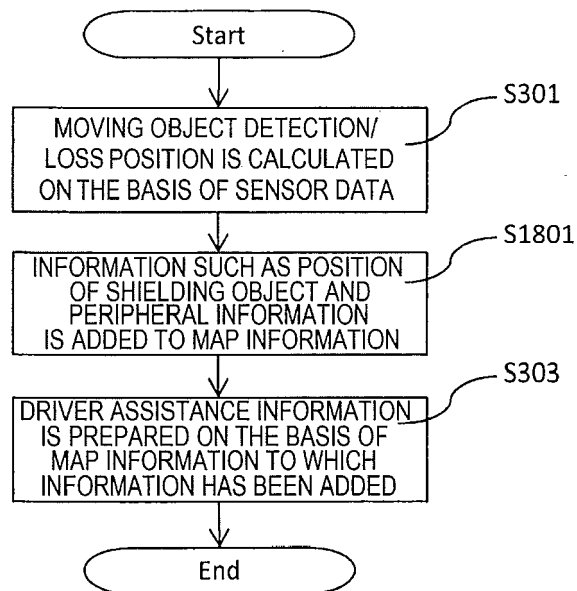 Start
S301
MOVING OBJECT DETECTION/
LOSS POSITION IS CALCULATED
ON THE BASIS OF SENSOR DATA
S1801
INFORMATION SUCH AS POSITION
OF SHIELDING OBJECT AND
PERIPHERAL INFORMATION
IS ADDED TO MAP INFORMATION
S303
DRIVER ASSISTANCE INFORMATION
IS PREPARED ON THE BASIS OF
MAP INFORMATION TO WHICH
INFORMATION HAS BEEN ADDED
End